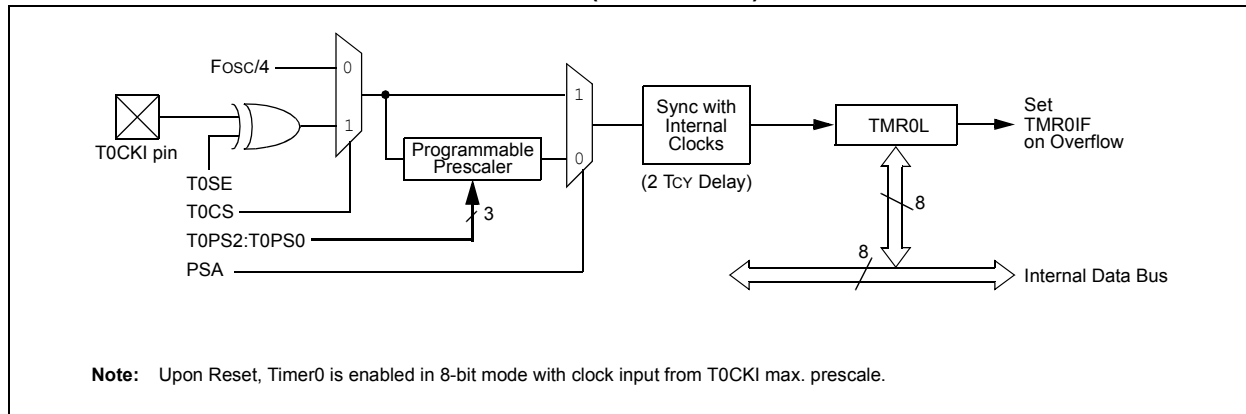 Fosc/4
0
1
T0CKI pin
T0SE
T0CS
T0PS2:T0PS0
PSA
Programmable
Prescaler
3
1
0
Sync with
Internal
Clocks
(2 TCY Delay)
TMR0L
Set
TMR0IF
on Overflow
8
8
Internal Data Bus
Note: Upon Reset, Timer0 is enabled in 8-bit mode with clock input from T0CKI max. prescale.